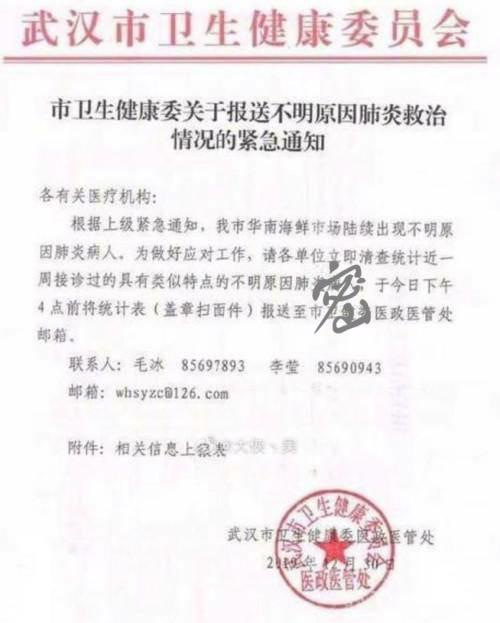 武汉市卫生健康委员会
市卫生健康委关于报送不明原因肺炎救治
情况的紧急通知
各有关医疗机构:
根据上级紧急通知,我市华南海鲜市场陆续出现不明原
因肺炎病人。为做好应对工作,请各单位立即清查统计近一
周接诊过的具有类似特点的不明原因肺 密 于今日下午
4点前将统计表(盖章扫面件)报送至市 委医政医管处
邮箱。
联系人:毛冰 85697893 李莹 85690943
邮箱:whsyzc@126.com
附件:相关信息上报表
武汉市卫生健康委医政医管处
2019年12月30日
武汉市卫生健康委员会
医政医管处